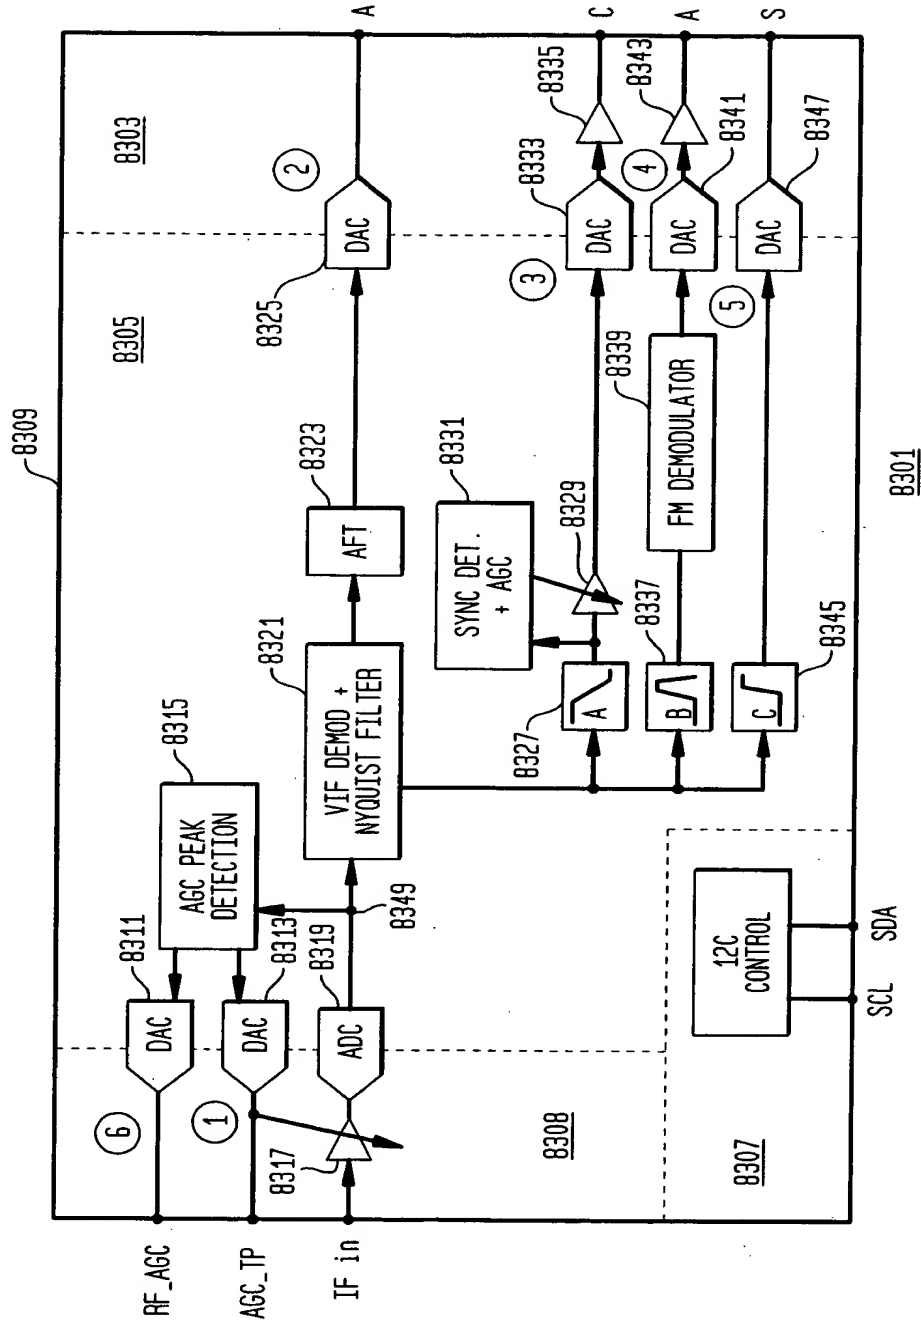 8309
8303
8305
A
2
DAC
8325
8323
AFT
8321
VIF DEMOD +
NYQUIST FILTER
8315
AGC PEAK
DETECTION
8311
DAC
6
RF_AGC
8313
DAC
1
AGC_TP
8319
ADC
8349
8317
IF in
8308
8331
SYNC DET.
+ AGC
8329
8327
A
3
8333
DAC
8335
C
8337
B
8339
FM DEMODULATOR
4
DAC
8341
8343
A
8345
C
5
DAC
8347
S
12C
CONTROL
8307
SCL
SDA
8301